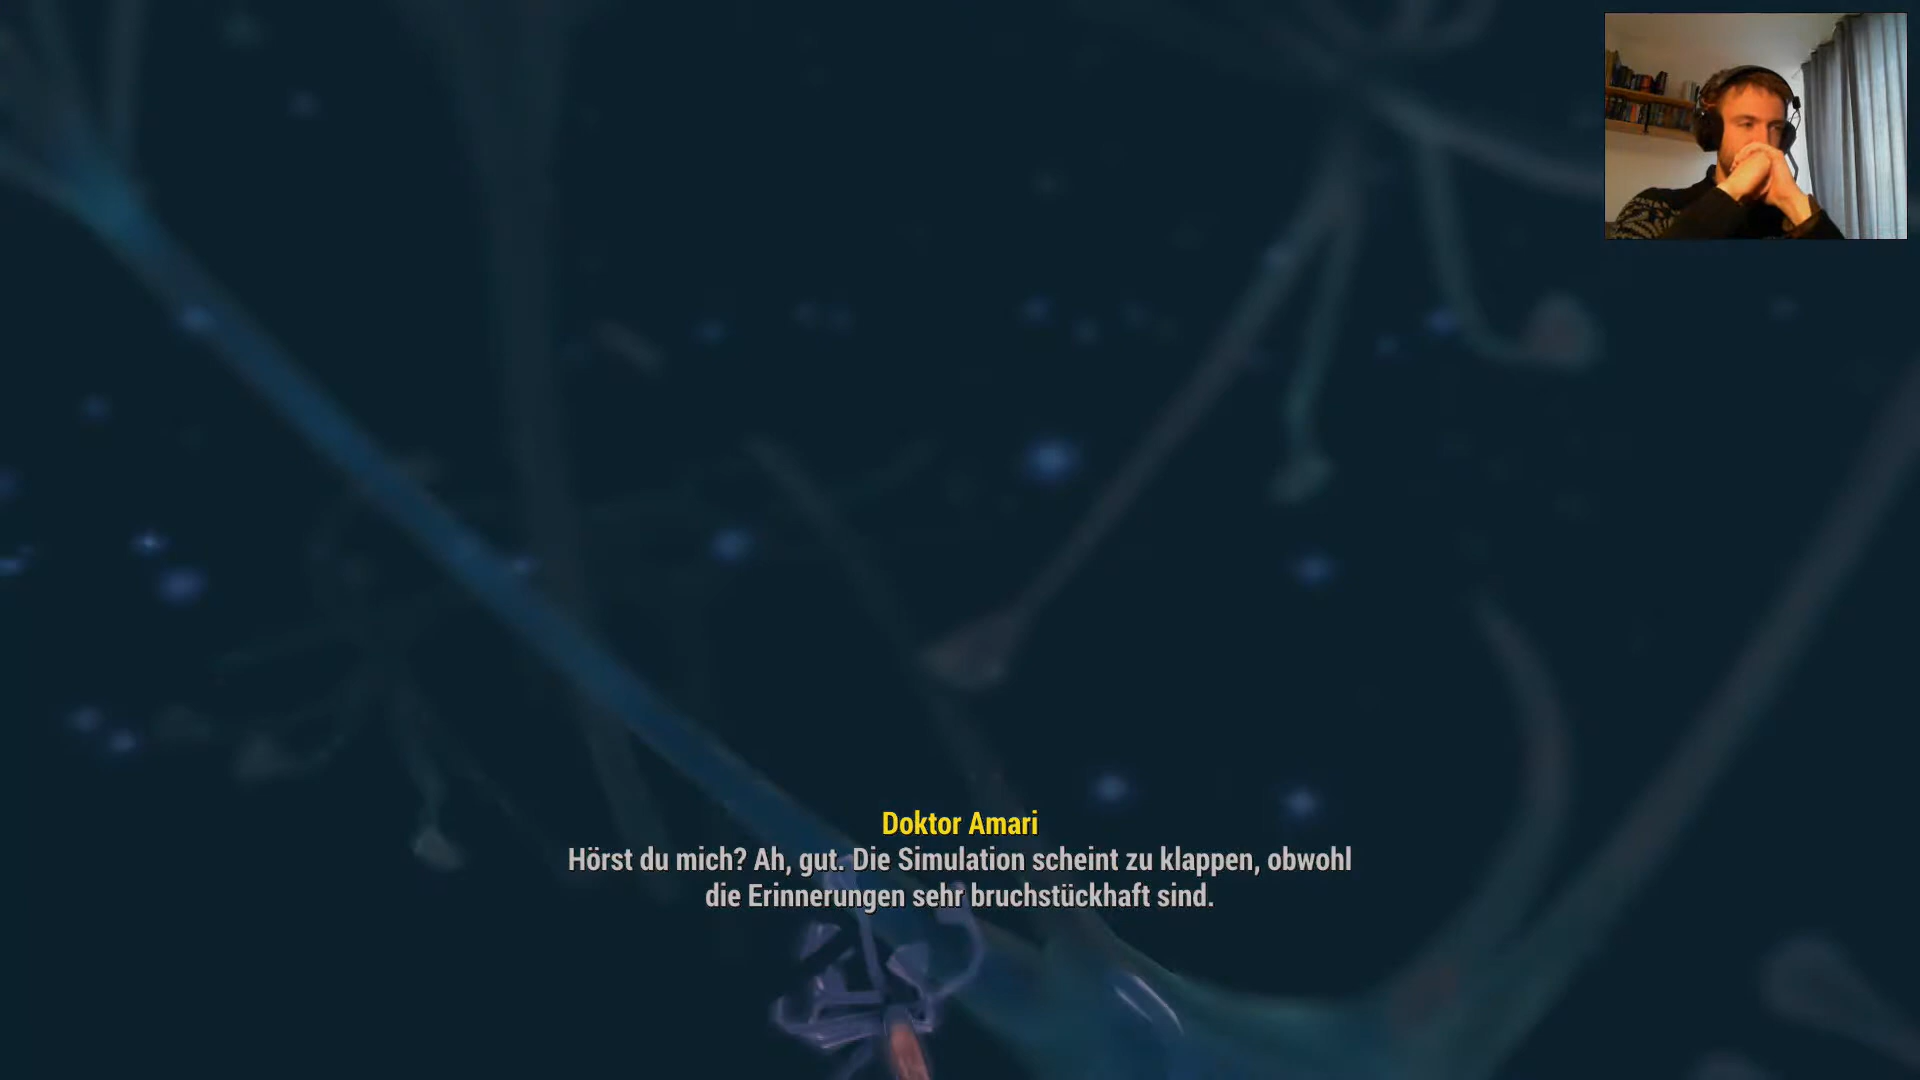 Doktor Amari
Hörst du mich? Ah, gut. Die Simulation scheint zu klappen, obwohl
die Erinnerungen sehr bruchstückhaft sind.